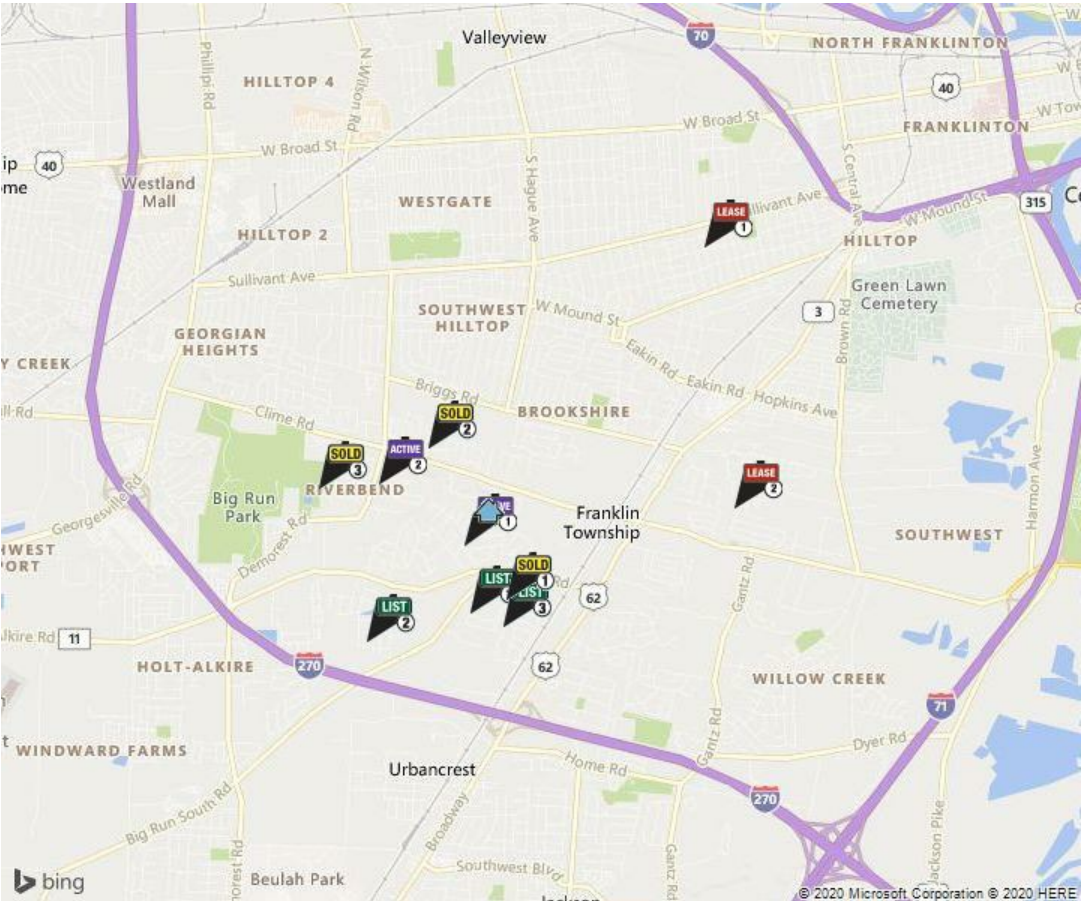 Valleyview
70
NORTH FRANKLINTON
HILLTOP 4
Phillipi Rd
N Wilson Rd
40
W Broad St
FRANKLINTON
W Broad St
40
Westland
Mall
S Hague Ave
S Central Ave
WESTGATE
LEASE
1
W Mound St
315
HILLTOP 2
HILLTOP
Sullivant Ave
Green Lawn
Cemetery
SOUTHWEST
HILLTOP
W Mound St
3
GEORGIAN
HEIGHTS
Brown Rd
Eakin Rd
Eakin Rd
Hopkins Ave
Briggs Rd
Clime Rd
SOLD
2
BROOKSHIRE
SOLD
3
ACTIVE
2
LEASE
2
RIVERBEND
Big Run
Park
Georgesville Rd
1
Franklin
Township
Harmon Ave
SOUTHWEST
Demorest Rd
SOLD
1
LIST
LIST
3
62
Gantz Rd
LIST
2
11
HOLT-ALKIRE
270
62
WILLOW CREEK
71
WINDWARD FARMS
Gantz Rd
Dyer Rd
Urbancrest
Home Rd
270
Big Run South Rd
Broadway
Jackson Pike
Southwest Blvd
Gantz Rd
Beulah Park
bing
© 2020 Microsoft Corporation © 2020 HERE